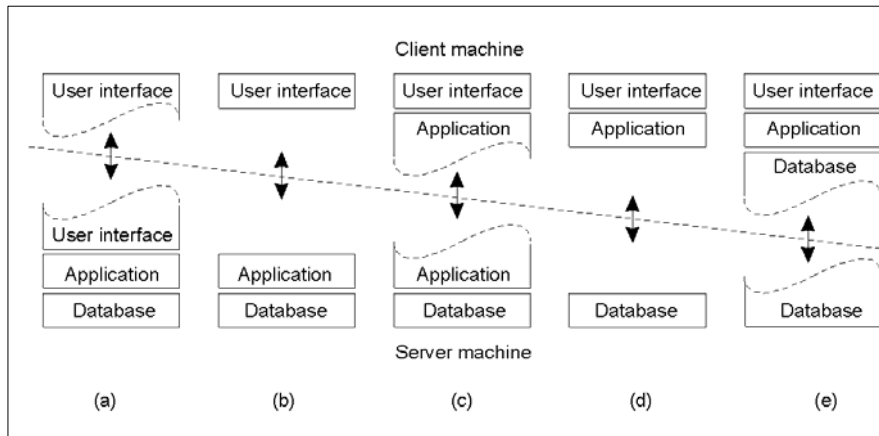 Client machine
User interface User interface User interface User interface User interface
Application Application Application
Database
User interface
Application Application Application
Database Database Database Database Database
Server machine
(a) (b) (c) (d) (e)